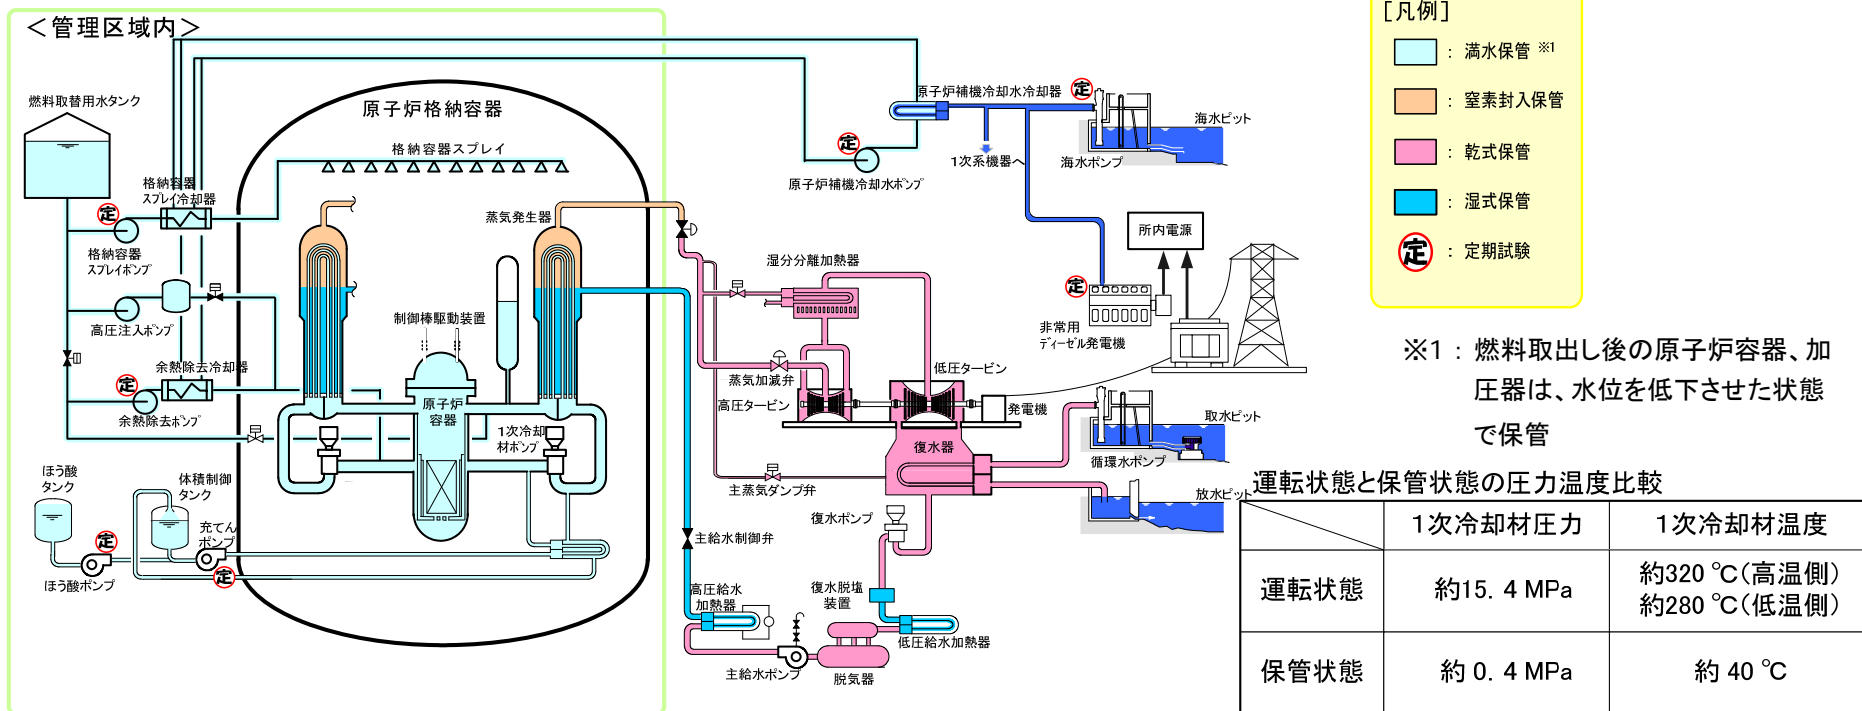 ＜管理区域内＞
燃料取替用水タンク
原子炉格納容器
格納容器スプレイ
格納容器
スプレイ冷却器
格納容器
スプレイポンプ
定
蒸気発生器
高圧注入ポンプ
制御棒駆動装置
余熱除去冷却器
定
余熱除去ポンプ
原子炉
容器
1次冷却
材ポンプ
ほう酸
タンク
体積制御
タンク
充てん
ポンプ
定
ほう酸ポンプ
定
原子炉補機冷却水冷却器
定
海水ピット
定
1次系機器へ
海水ポンプ
原子炉補機冷却水ポンプ
所内電源
湿分分離加熱器
定
非常用
ディーゼル発電機
蒸気加減弁
低圧タービン
高圧タービン
発電機
取水ピット
復水器
循環水ポンプ
主蒸気ダンプ弁
放水ピット
復水ポンプ
主給水制御弁
高圧給水
加熱器
復水脱塩
装置
低圧給水加熱器
主給水ポンプ
脱気器
［凡例］
： 満水保管 ※1
： 窒素封入保管
： 乾式保管
： 湿式保管
定 ： 定期試験
※1 ： 燃料取出し後の原子炉容器、加
圧器は、水位を低下させた状態
で保管
運転状態と保管状態の圧力温度比較
1次冷却材圧力 1次冷却材温度
運転状態 約15. 4 MPa 約320 ℃（高温側）
約280 ℃（低温側）
保管状態 約 0. 4 MPa 約 40 ℃